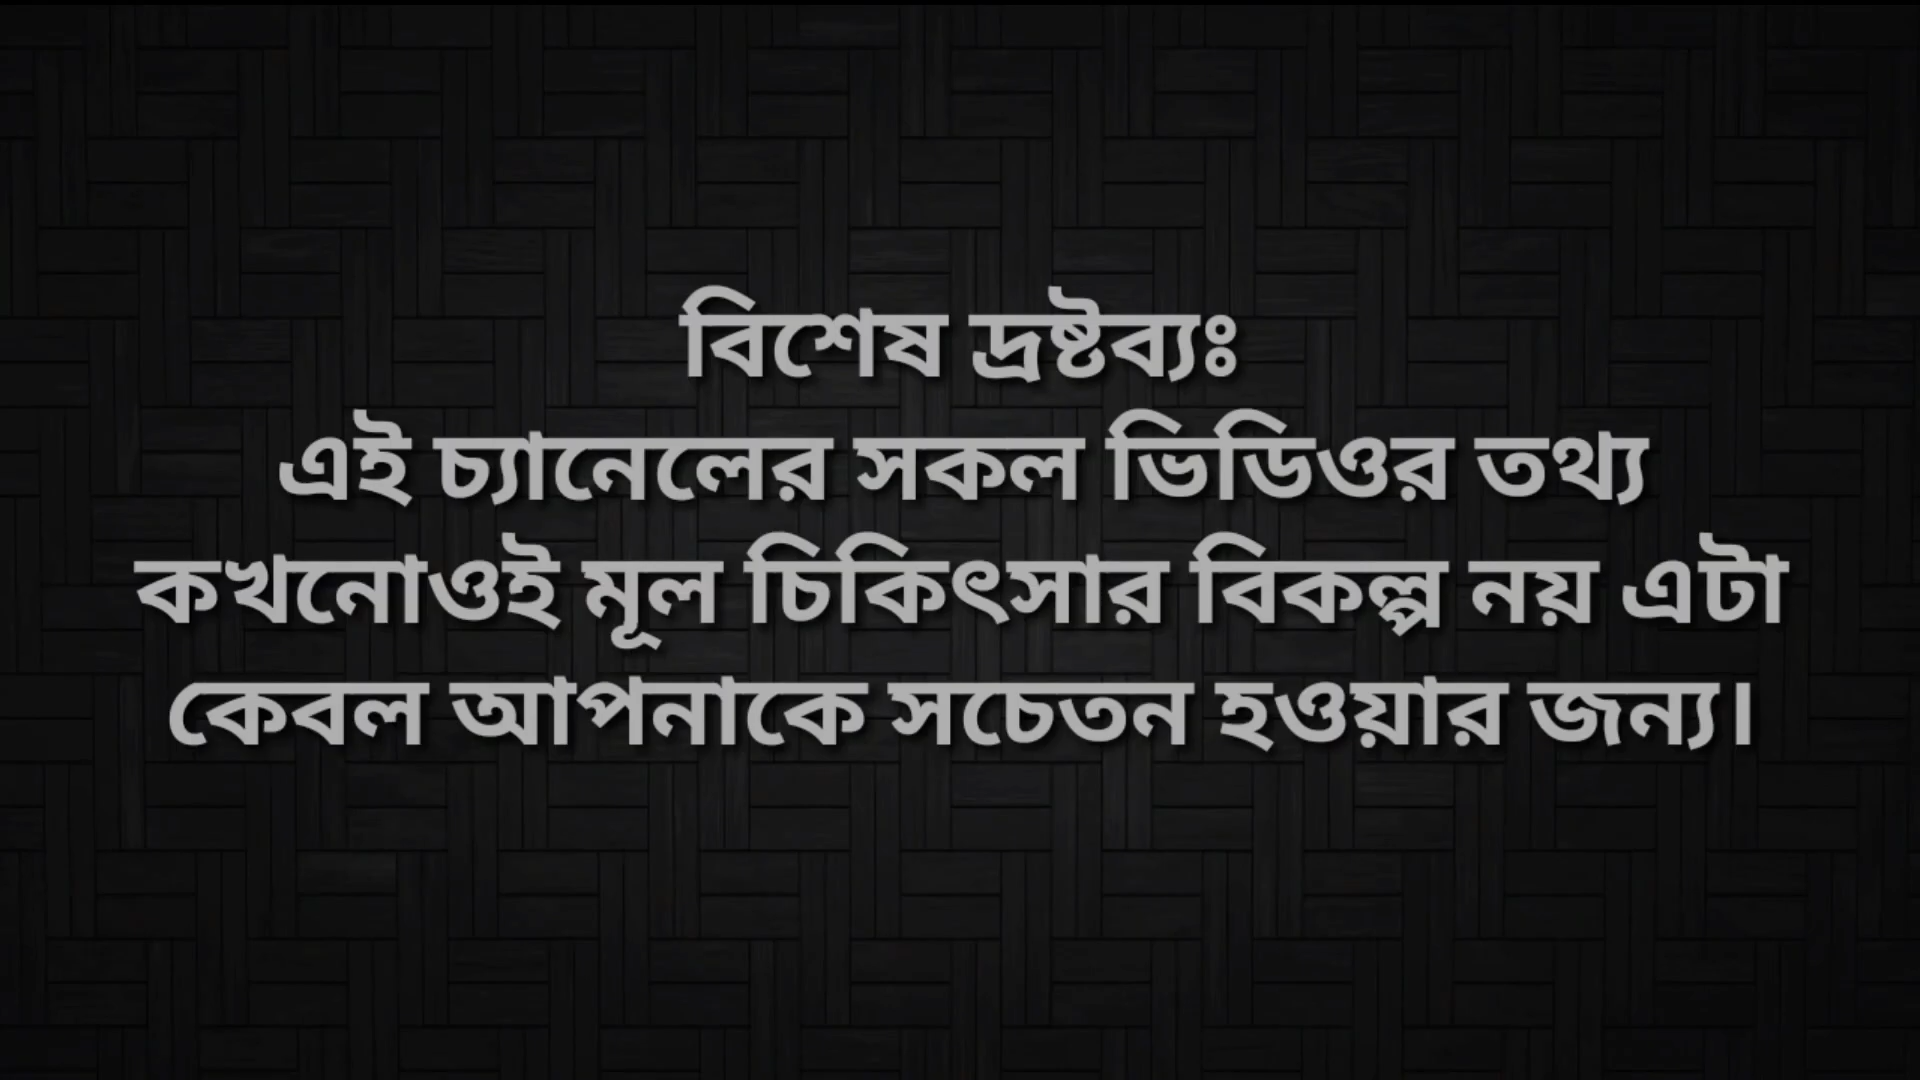 বিশেষ দ্রষ্টব্যঃ
এই চ্যানেলের সকল ভিডিওর তথ্য
কখনোওই মূল চিকিৎসার বিকল্প নয় এটা
কেবল আপনাকে সচেতন হওয়ার জন্য।